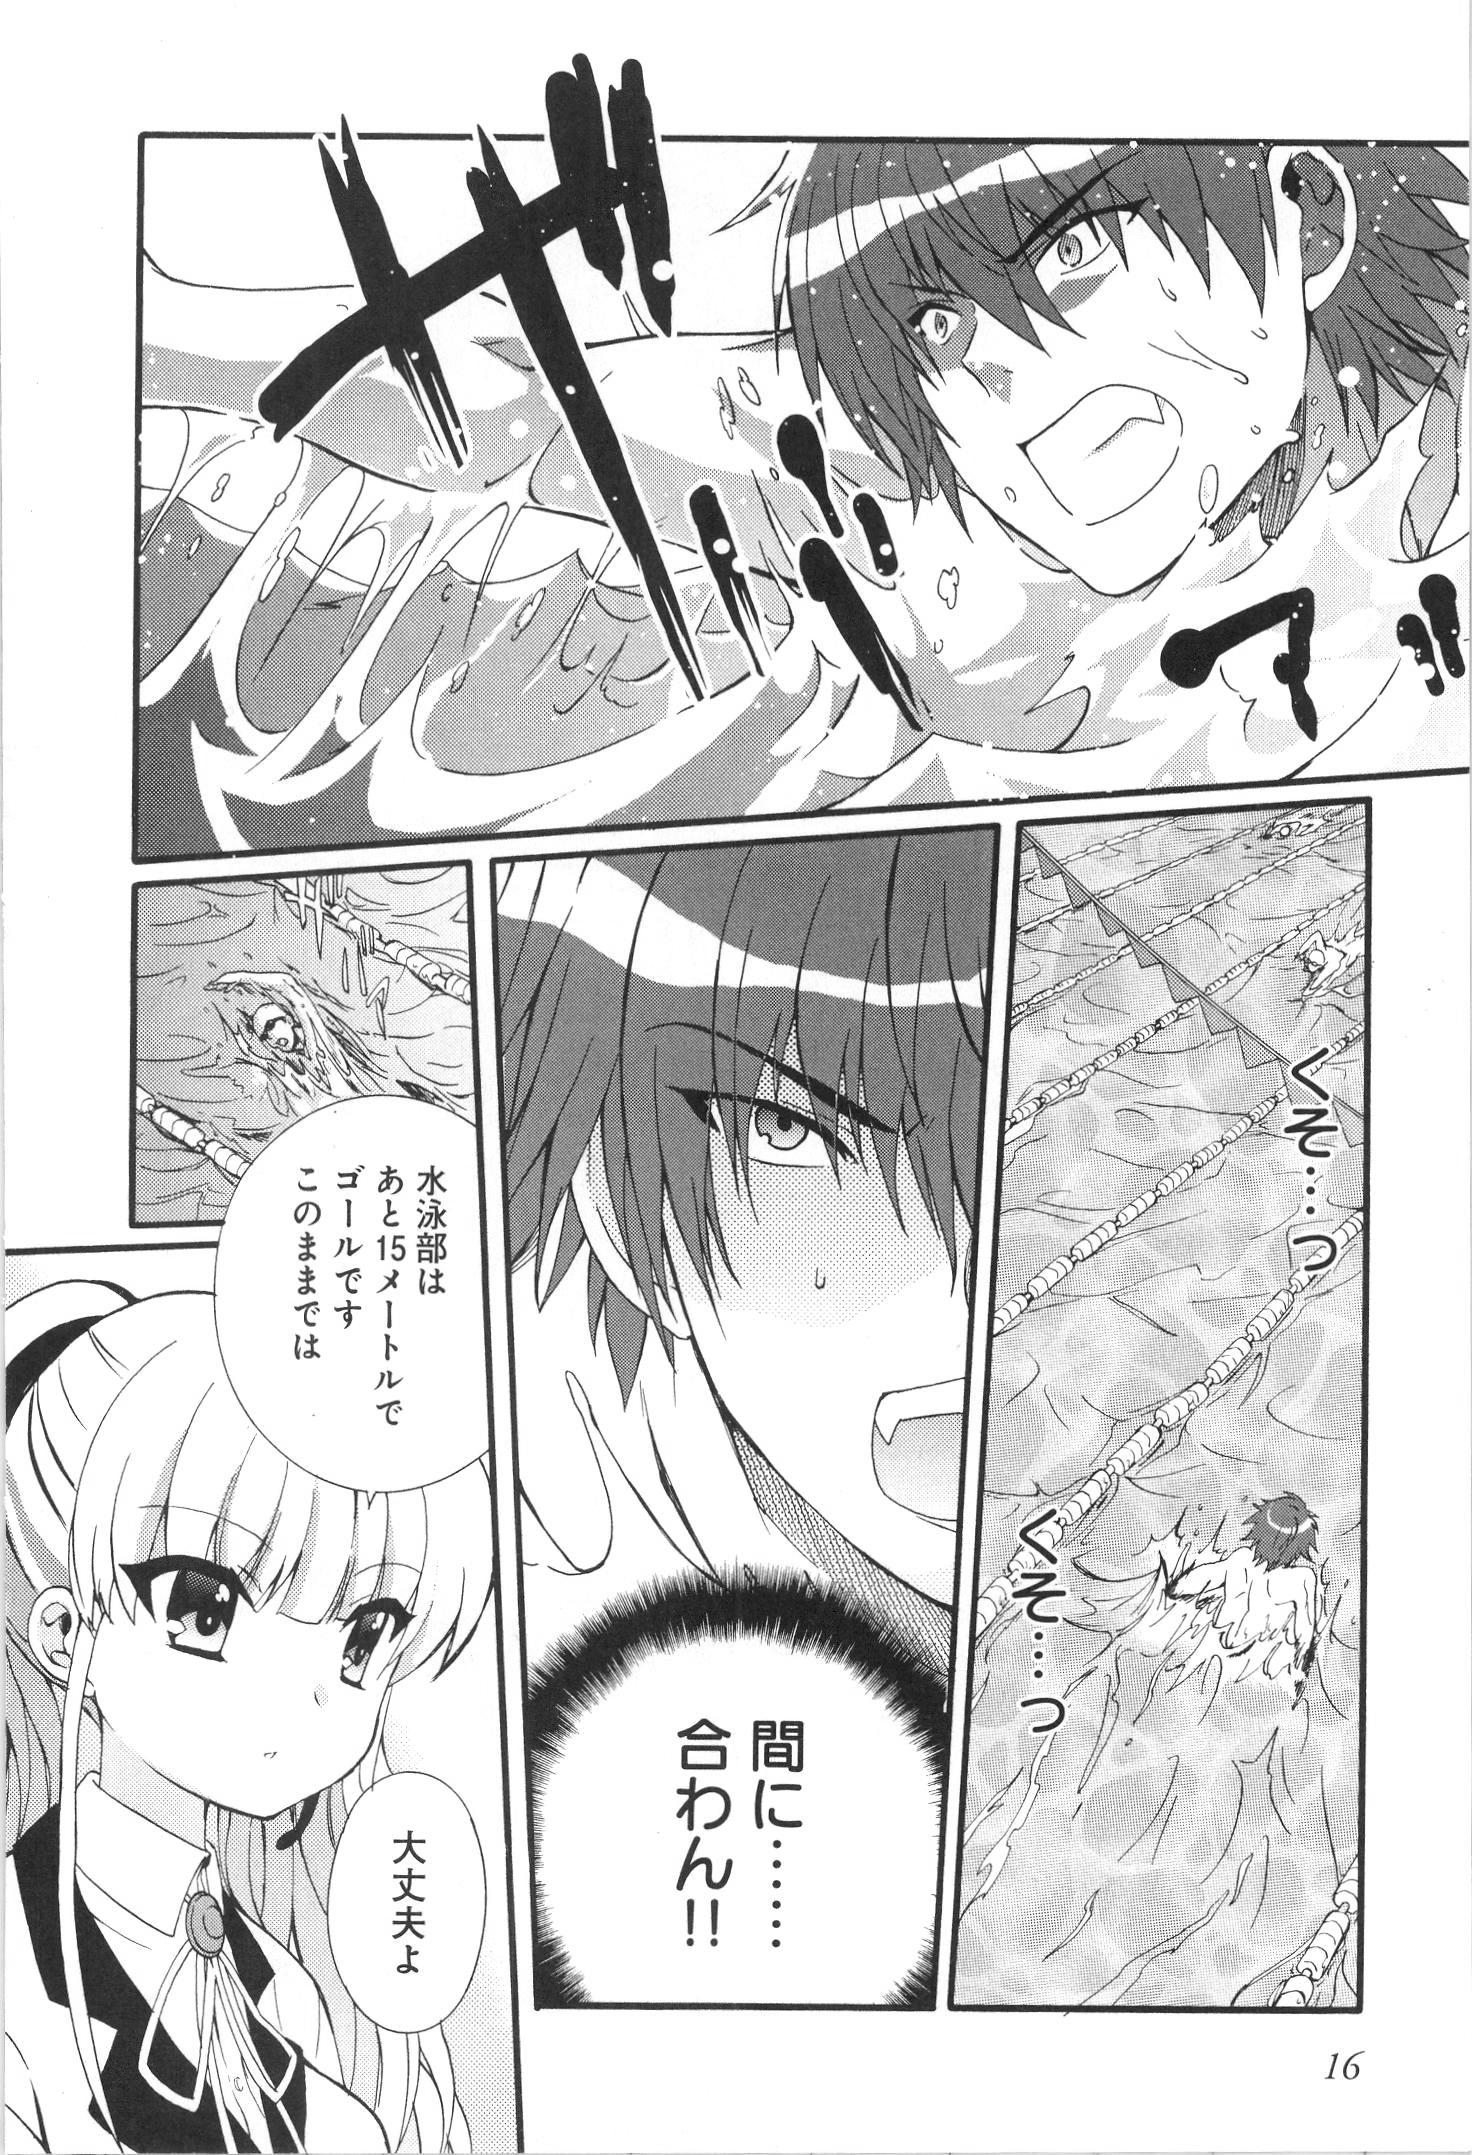 ザ
バ
くそ…っ
くそ…っ
間に……
合わん!!
水泳部は
あと15メートルで
ゴールです
このままでは
大丈夫よ
16